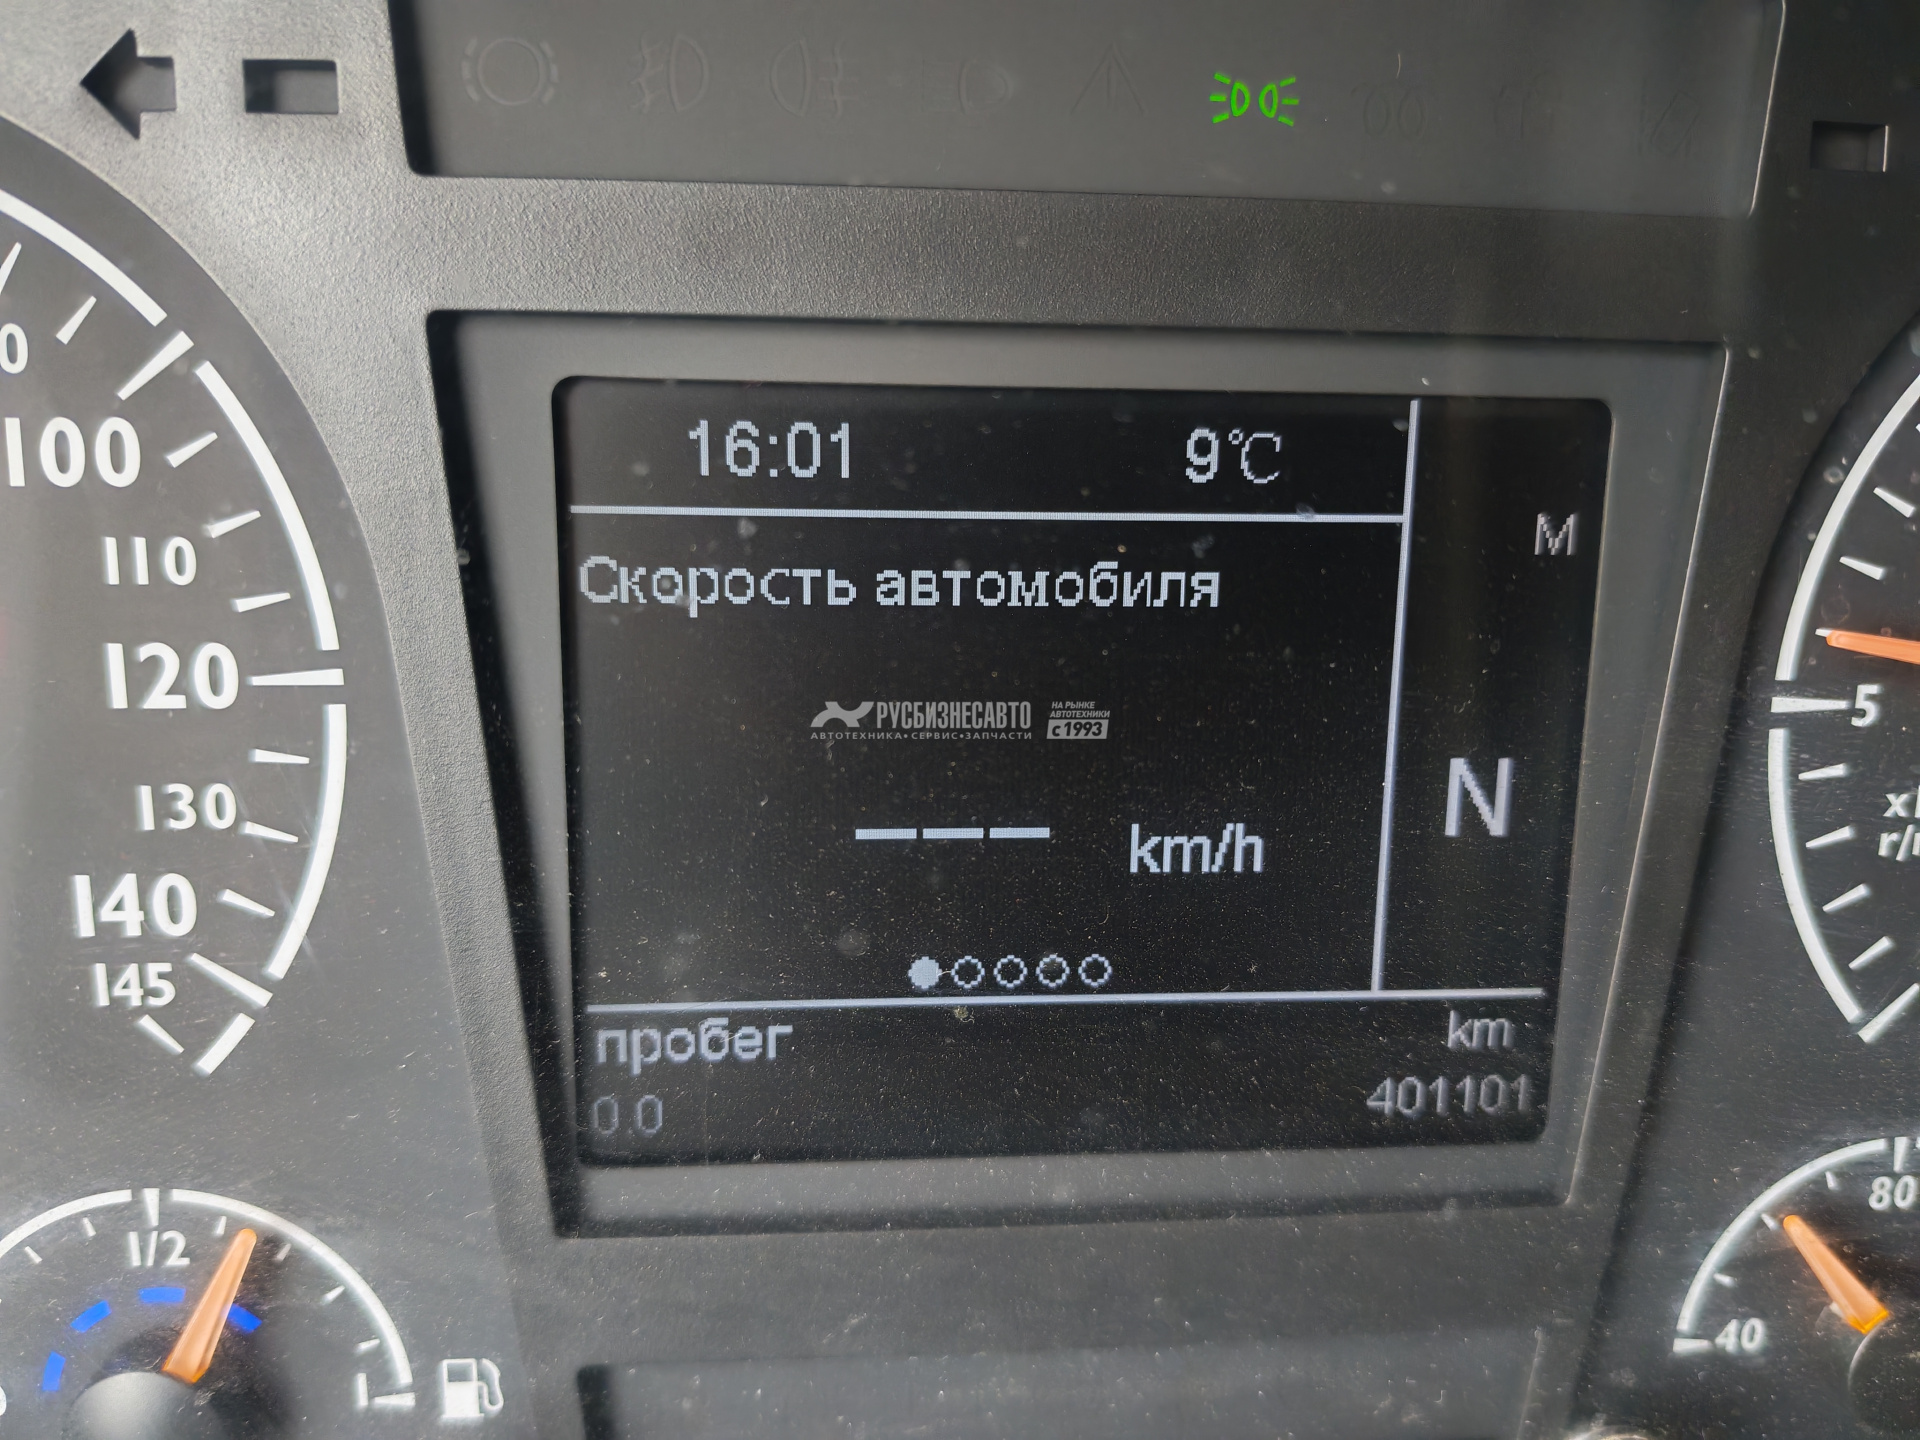 16:01 9°C
M
Скорость автомобиля
РУСБИЗНЕСАВТО
АВТОТЕХНИКА•СЕРВИС•ЗАПЧАСТИ
НА РЫНКЕ
АВТОТЕХНИКИ
с 1993
N
--- km/h
пробег km
0.0 401101
100
110
120
130
140
145
1/2
5
80
40